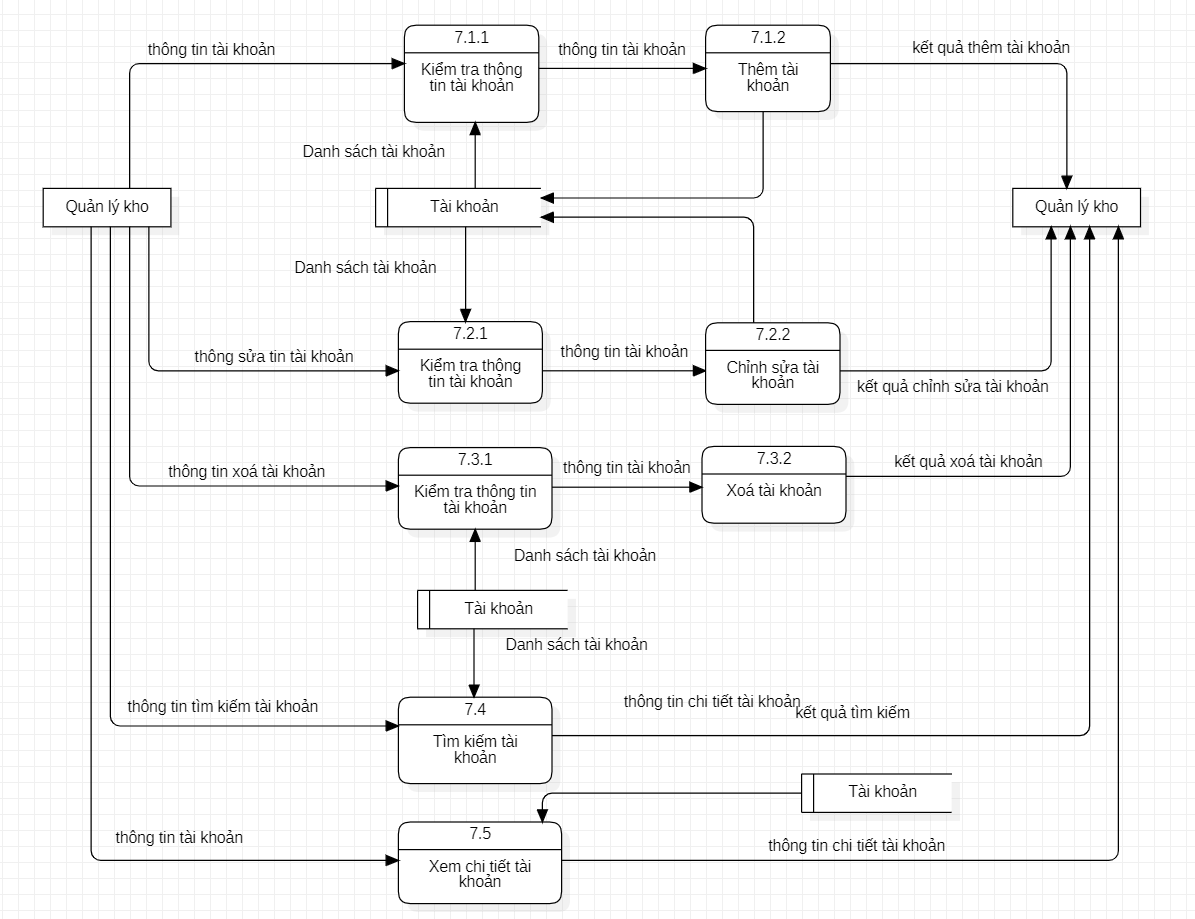 thông tin tài khoản
7.1.1
Kiểm tra thông
tin tài khoản
thông tin tài khoản
7.1.2
Thêm tài
khoản
kết quả thêm tài khoản
Danh sách tài khoản
Quản lý kho
Tài khoản
Quản lý kho
Danh sách tài khoản
thông sửa tin tài khoản
7.2.1
Kiểm tra thông
tin tài khoản
thông tin tài khoản
7.2.2
Chỉnh sửa tài
khoản
kết quả chỉnh sửa tài khoản
thông tin xoá tài khoản
7.3.1
Kiểm tra thông tin
tài khoản
thông tin tài khoản
7.3.2
Xoá tài khoản
kết quả xoá tài khoản
Danh sách tài khoản
Tài khoản
Danh sách tài khoản
thông tin tìm kiếm tài khoản
7.4
Tìm kiếm tài
khoản
thông tin chi tiết tài khoản
kết quả tìm kiếm
Tài khoản
thông tin tài khoản
7.5
Xem chi tiết tài
khoản
thông tin chi tiết tài khoản